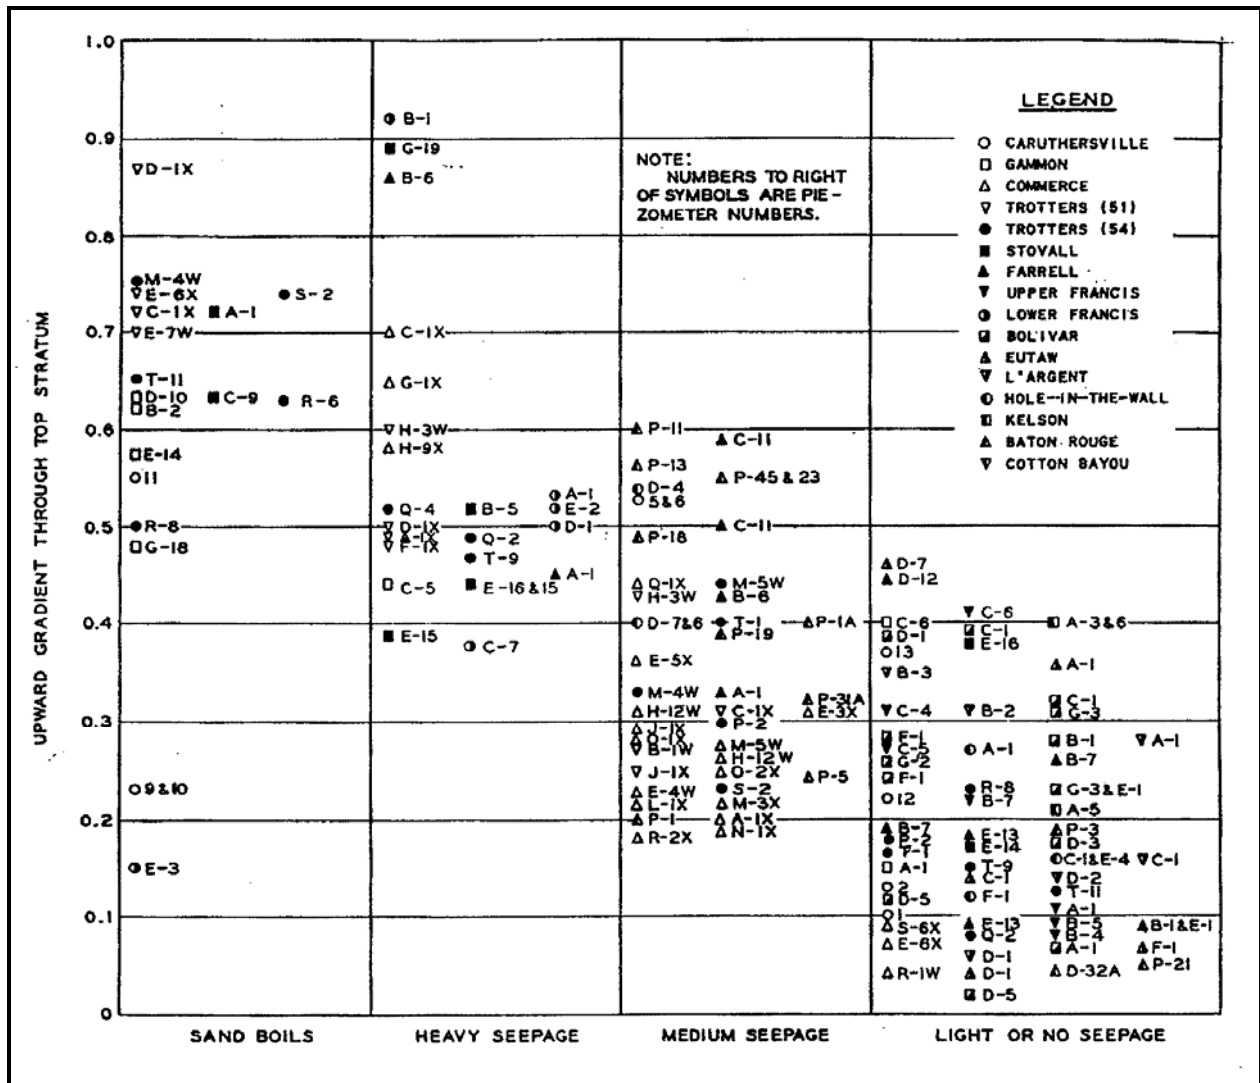 1.0
0.9
0.8
0.7
0.6
0.5
0.4
0.3
0.2
0.1
0
UPWARD GRADIENT THROUGH TOP STRATUM
D-1X
M-4W
E-6X
S-2
C-1X
A-1
E-7W
T-11
D-10
C-9
R-6
B-2
E-14
11
R-8
G-18
9&10
E-3
SAND BOILS
B-1
G-19
B-6
C-1X
G-1X
H-3W
H-9X
A-1
Q-4
B-5
E-2
D-1X
D-1
A-1X
Q-2
F-1X
T-9
A-1
C-5
E-16&15
E-15
C-7
HEAVY SEEPAGE
NOTE:
NUMBERS TO RIGHT
OF SYMBOLS ARE PIE-
ZOMETER NUMBERS.
P-11
C-11
P-13
P-45&23
D-4
5&6
C-11
P-18
Q-1X
M-5W
H-3W
B-6
D-7&6
T-1
P-1A
P-19
E-5X
M-4W
A-1
P-31A
H-12W
C-1X
E-3X
P-2
J-1X
O-1X
B-1W
M-5W
H-12W
J-1X
O-2X
P-5
E-4W
S-2
L-1X
M-3X
P-1
A-1X
R-2X
N-1X
MEDIUM SEEPAGE
LEGEND
CARUTHERSVILLE
GAMMON
COMMERCE
TROTTERS (51)
TROTTERS (54)
STOVALL
FARRELL
UPPER FRANCIS
LOWER FRANCIS
BOLIVAR
EUTAW
L'ARGENT
HOLE-IN-THE-WALL
KELSON
BATON ROUGE
COTTON BAYOU
D-7
D-12
C-6
C-6
C-1
A-3&6
D-1
E-16
13
B-3
A-1
C-1
C-4
B-2
G-3
C-5
A-1
B-1
A-1
G-2
B-7
F-1
R-8
G-3&E-1
12
B-7
A-5
B-7
E-13
P-3
P-2
E-14
D-3
T-9
C-1&E-4
C-1
A-1
C-1
D-2
2
T-11
D-5
F-1
1
A-1
S-6X
E-13
B-5
B-1&E-1
Q-2
B-4
E-6X
D-1
A-1
F-1
R-1W
D-1
D-32A
P-21
D-5
LIGHT OR NO SEEPAGE